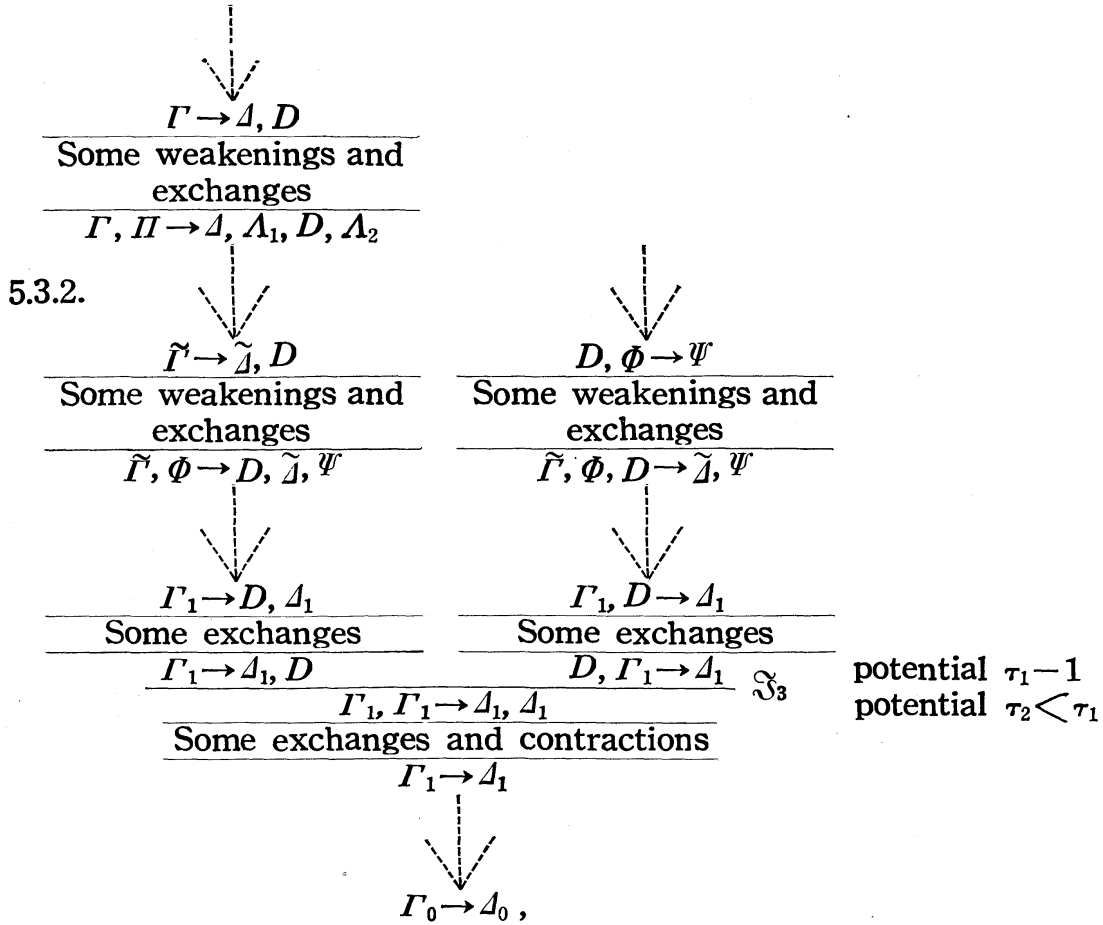 Γ → Δ, D
Some weakenings and
exchanges
Γ, Π → Δ, Λ₁, D, Λ₂
5.3.2.
Γ̃ → Δ̃, D D, Φ → Ψ
Some weakenings and Some weakenings and
exchanges exchanges
Γ̃, Φ → D, Δ̃, Ψ Γ̃, Φ, D → Δ̃, Ψ
Γ₁ → D, Δ₁ Γ₁, D → Δ₁
Some exchanges Some exchanges
Γ₁ → Δ₁, D D, Γ₁ → Δ₁ ℑ̃₃ potential τ₁−1
Γ₁, Γ₁ → Δ₁, Δ₁ potential τ₂<τ₁
Some exchanges and contractions
Γ₁ → Δ₁
Γ₀ → Δ₀ ,